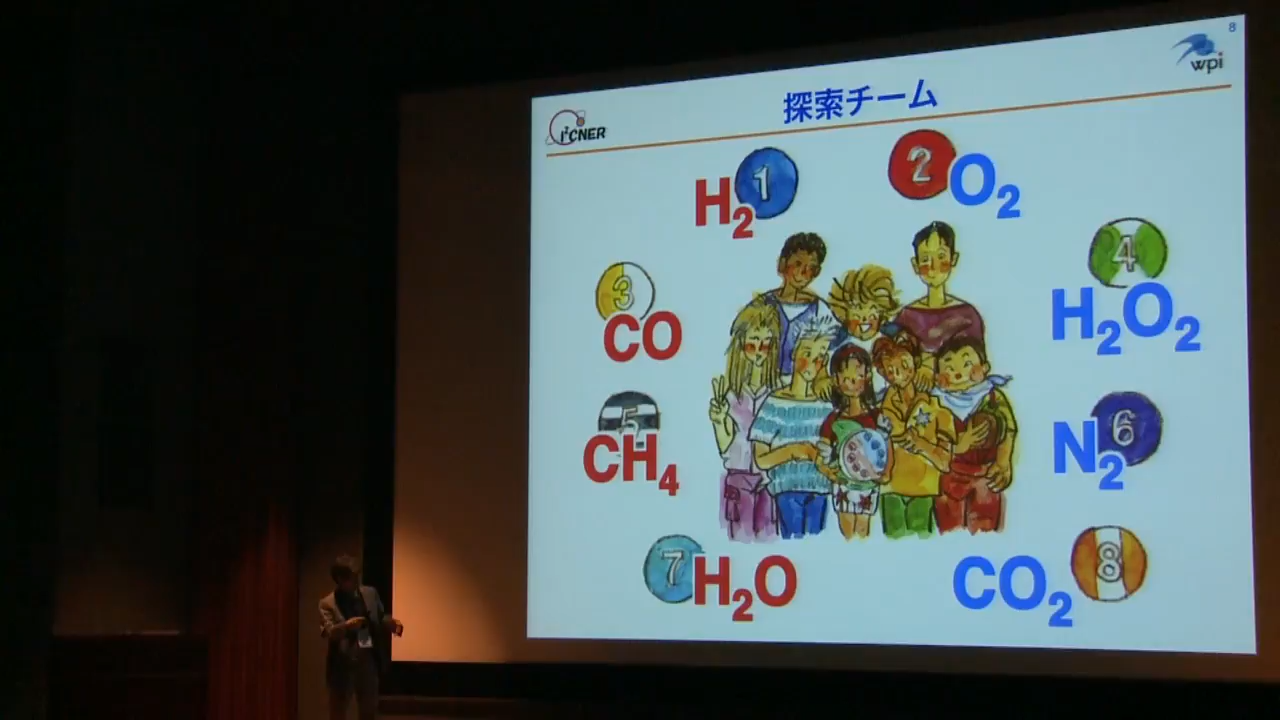 8
wpi
探索チーム
I²CNER
H₂ 1
2 O₂
3
CO
4
H₂O₂
5
CH₄
N₂ 6
7 H₂O
CO₂ 8